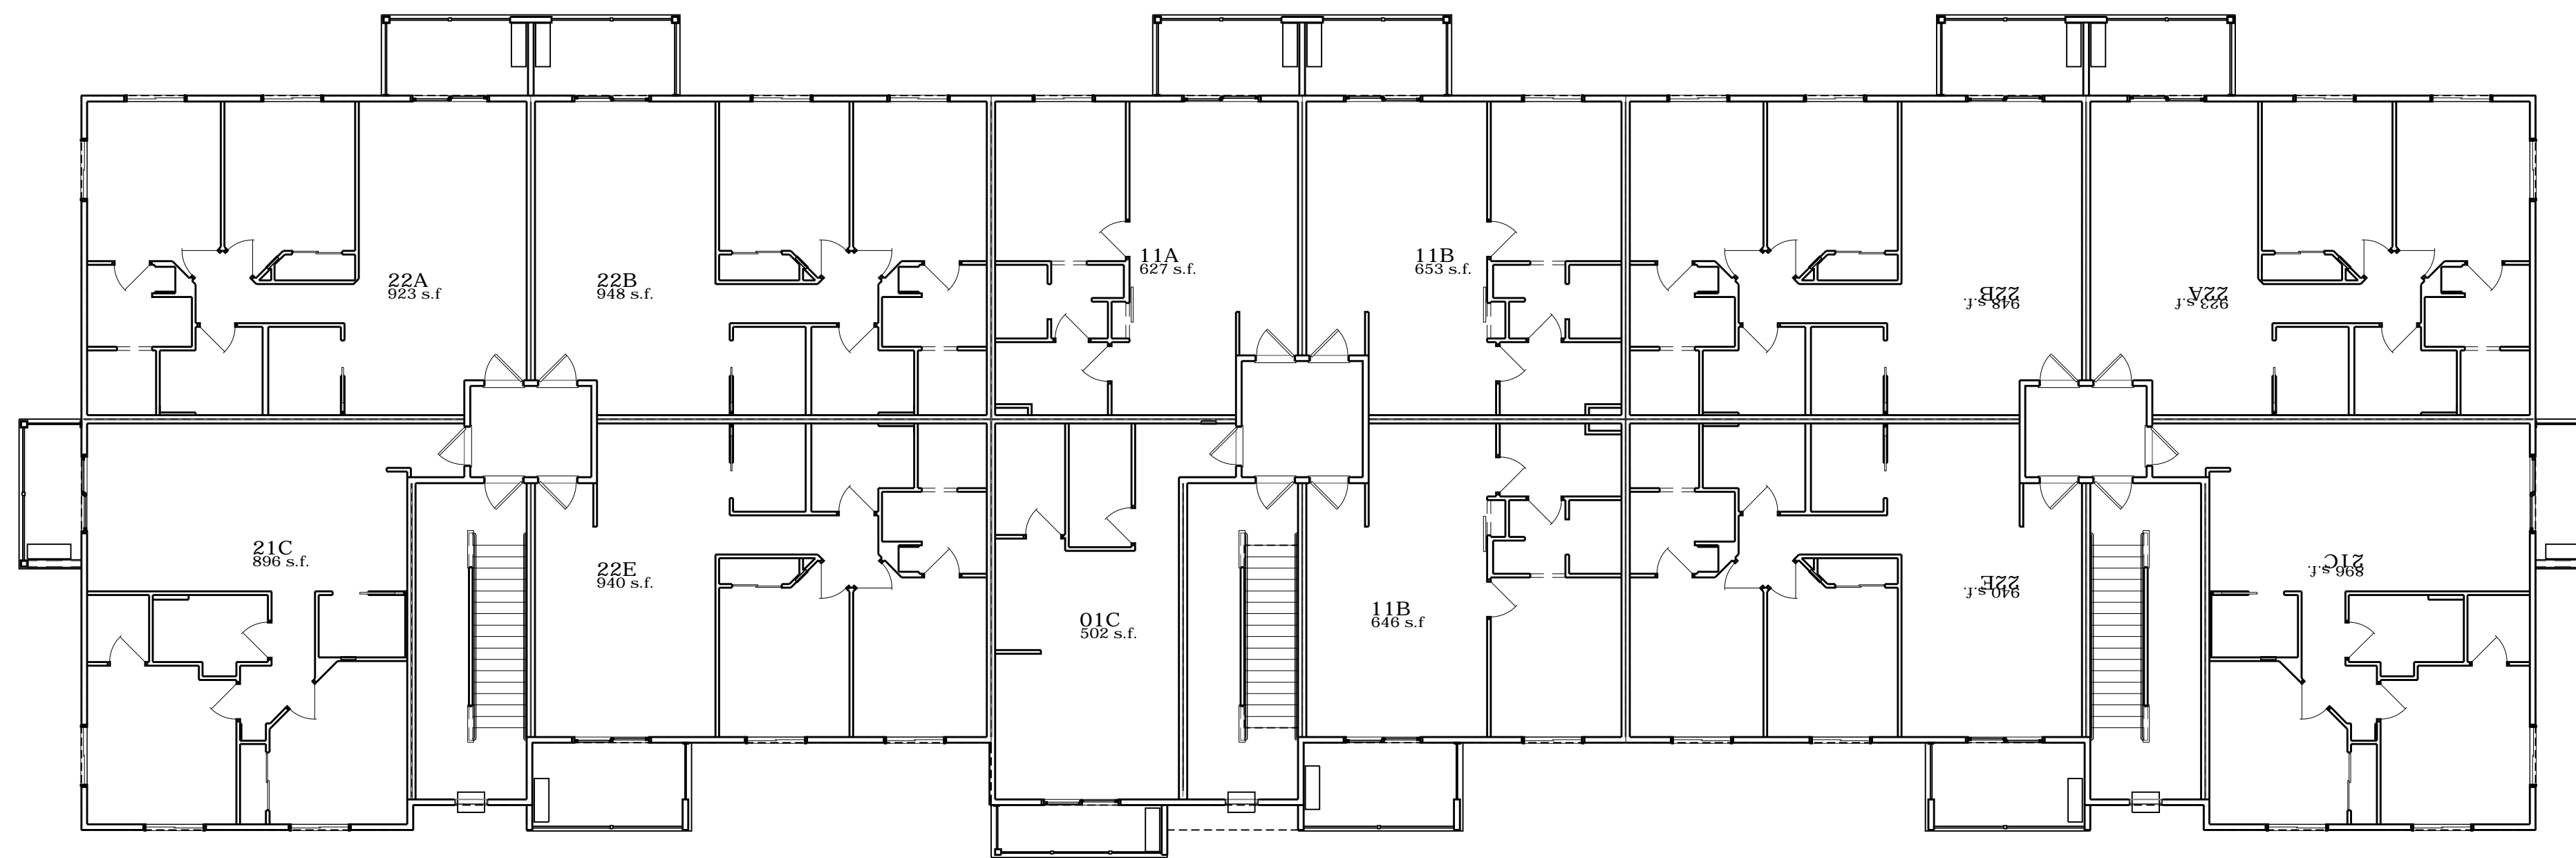 22A
923 s.f
22B
948 s.f.
11A
627 s.f.
11B
653 s.f.
22B
948 s.f.
22A
923 s.f
21C
896 s.f.
22E
940 s.f.
01C
502 s.f.
11B
646 s.f
22E
940 s.f.
21C
896 s.f.